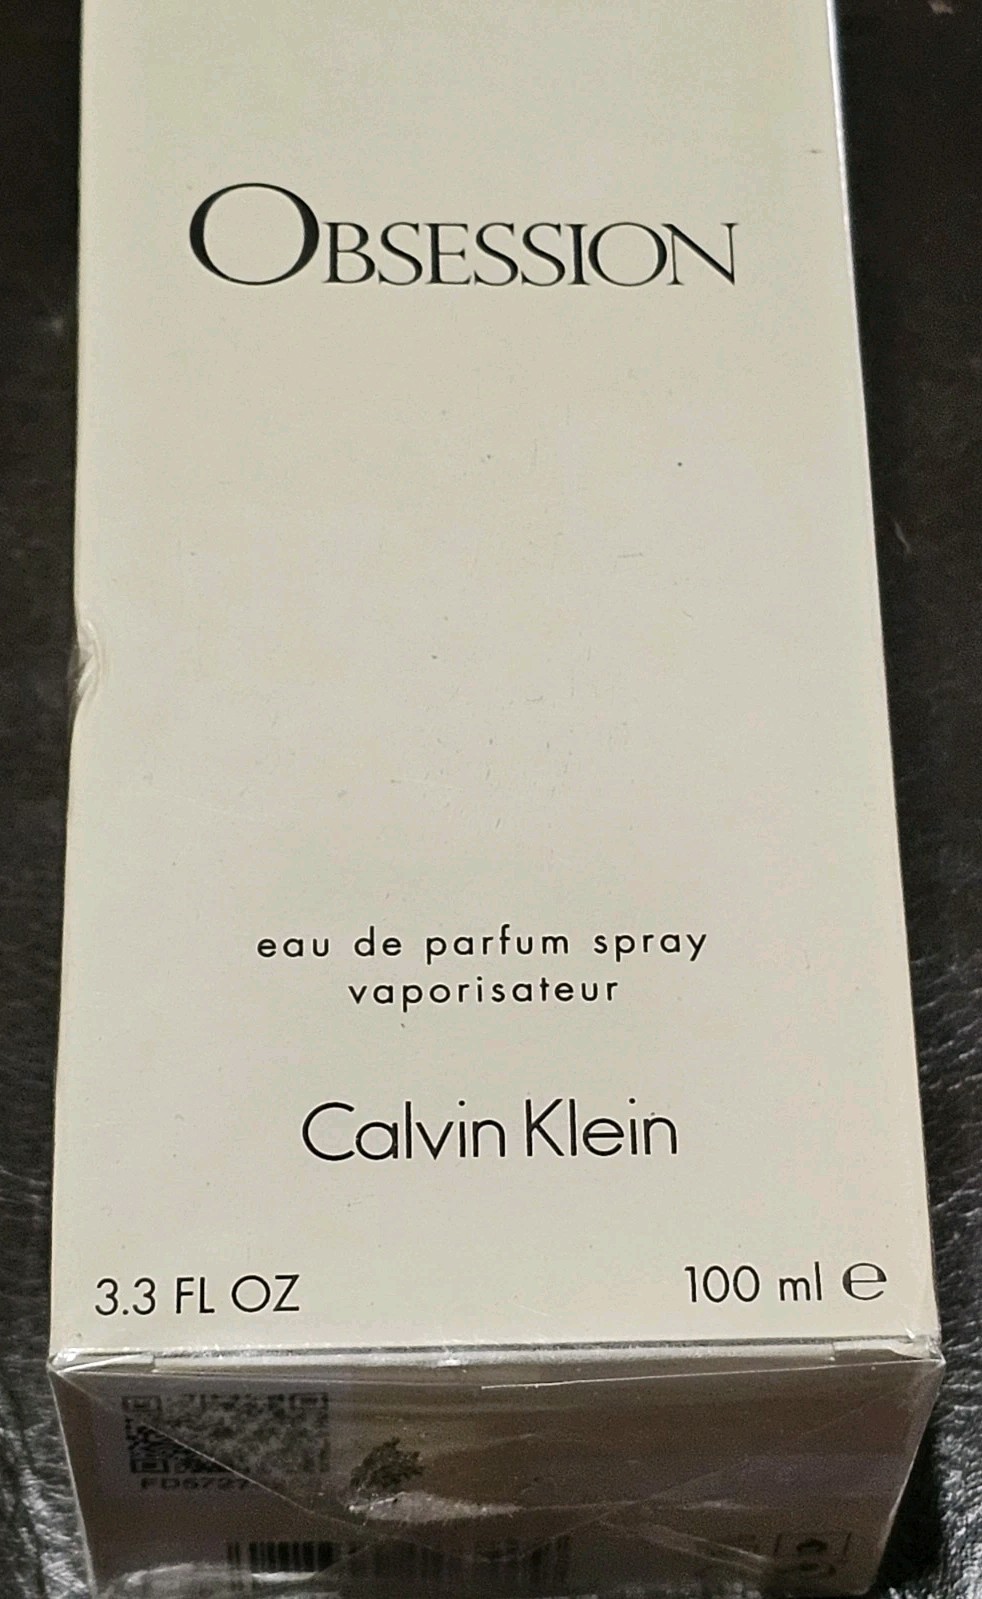 OBSESSION
eau de parfum spray
vaporisateur
Calvin Klein
3.3 FL OZ
100 ml e